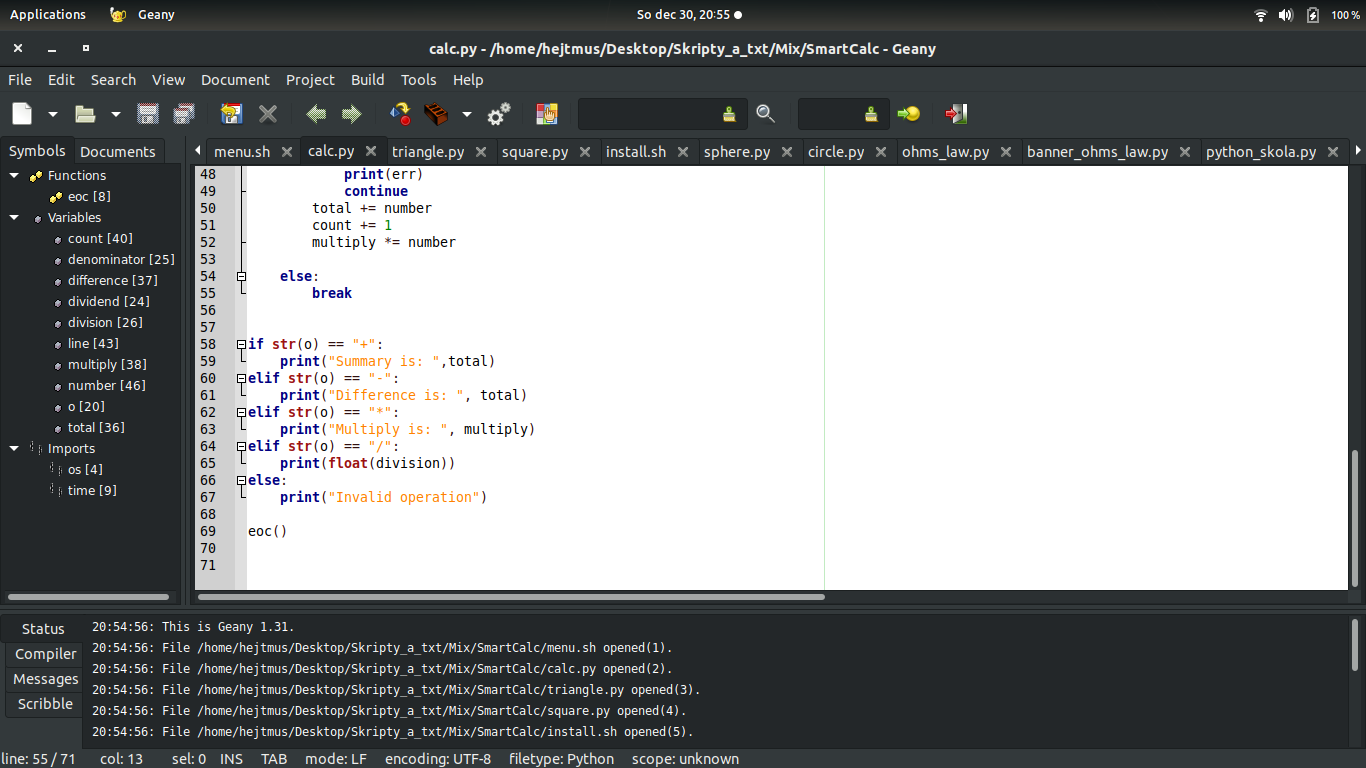 Applications Geany So dec 30, 20:55 100 %
calc.py - /home/hejtmus/Desktop/Skripty_a_txt/Mix/SmartCalc - Geany
File Edit Search View Document Project Build Tools Help
Symbols Documents
menu.sh calc.py triangle.py square.py install.sh sphere.py circle.py ohms_law.py banner_ohms_law.py python_skola.py
Functions
eoc [8]
Variables
count [40]
denominator [25]
difference [37]
dividend [24]
division [26]
line [43]
multiply [38]
number [46]
o [20]
total [36]
Imports
os [4]
time [9]
48             print(err)
49             continue
50         total += number
51         count += 1
52         multiply *= number
53
54     else:
55         break
56
57
58 if str(o) == "+":
59     print("Summary is: ",total)
60 elif str(o) == "-":
61     print("Difference is: ", total)
62 elif str(o) == "*":
63     print("Multiply is: ", multiply)
64 elif str(o) == "/":
65     print(float(division))
66 else:
67     print("Invalid operation")
68
69 eoc()
70
71
Status
Compiler
Messages
Scribble
20:54:56: This is Geany 1.31.
20:54:56: File /home/hejtmus/Desktop/Skripty_a_txt/Mix/SmartCalc/menu.sh opened(1).
20:54:56: File /home/hejtmus/Desktop/Skripty_a_txt/Mix/SmartCalc/calc.py opened(2).
20:54:56: File /home/hejtmus/Desktop/Skripty_a_txt/Mix/SmartCalc/triangle.py opened(3).
20:54:56: File /home/hejtmus/Desktop/Skripty_a_txt/Mix/SmartCalc/square.py opened(4).
20:54:56: File /home/hejtmus/Desktop/Skripty_a_txt/Mix/SmartCalc/install.sh opened(5).
line: 55 / 71 col: 13 sel: 0 INS TAB mode: LF encoding: UTF-8 filetype: Python scope: unknown